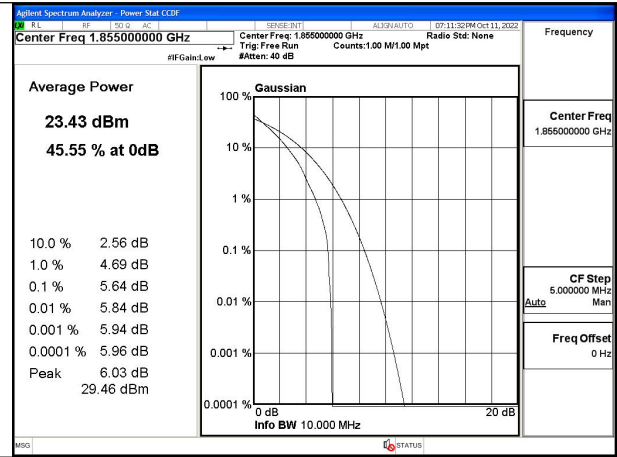 Agilent Spectrum Analyzer - Power Stat CCDF
RL RF 50 Ω AC SENSE:INT ALIGN AUTO 07:11:32 PM Oct 11, 2022
Center Freq 1.855000000 GHz
Center Freq: 1.855000000 GHz Radio Std: None
Trig: Free Run Counts:1.00 M/1.00 Mpt
#IFGain:Low #Atten: 40 dB
Frequency
Average Power
23.43 dBm
45.55 % at 0dB
10.0 % 2.56 dB
1.0 % 4.69 dB
0.1 % 5.64 dB
0.01 % 5.84 dB
0.001 % 5.94 dB
0.0001 % 5.96 dB
Peak 6.03 dB
29.46 dBm
Gaussian
100 %
10 %
1 %
0.1 %
0.01 %
0.001 %
0.0001 %
0 dB 20 dB
Info BW 10.000 MHz
Center Freq
1.855000000 GHz
CF Step
5.000000 MHz
Auto Man
Freq Offset
0 Hz
MSG STATUS